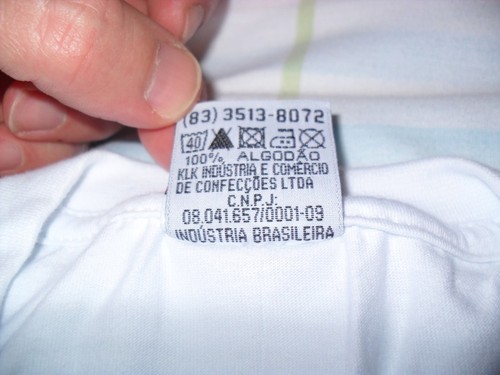 (83) 3513-8072
40
100% ALGODÃO
KLK INDÚSTRIA E COMÉRCIO
DE CONFECÇÕES LTDA
C.N.P.J:
08.041.657/0001-09
INDÚSTRIA BRASILEIRA